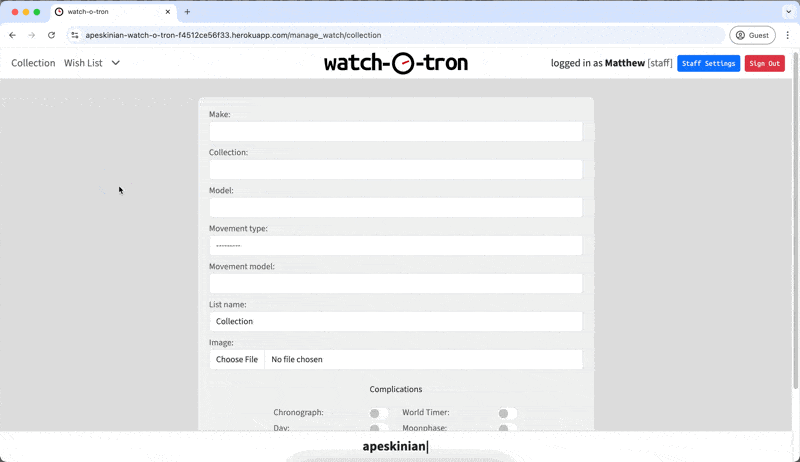 watch-o-tron
apeskinian-watch-o-tron-f4512ce56f33.herokuapp.com/manage_watch/collection
Guest
Collection Wish List
watch-o-tron
logged in as Matthew [staff] Staff Settings Sign Out
Make:
Collection:
Model:
Movement type:
---------
Movement model:
List name:
Collection
Image:
Choose File No file chosen
Complications
Chronograph: World Timer:
Day: Moonphase:
apeskinian